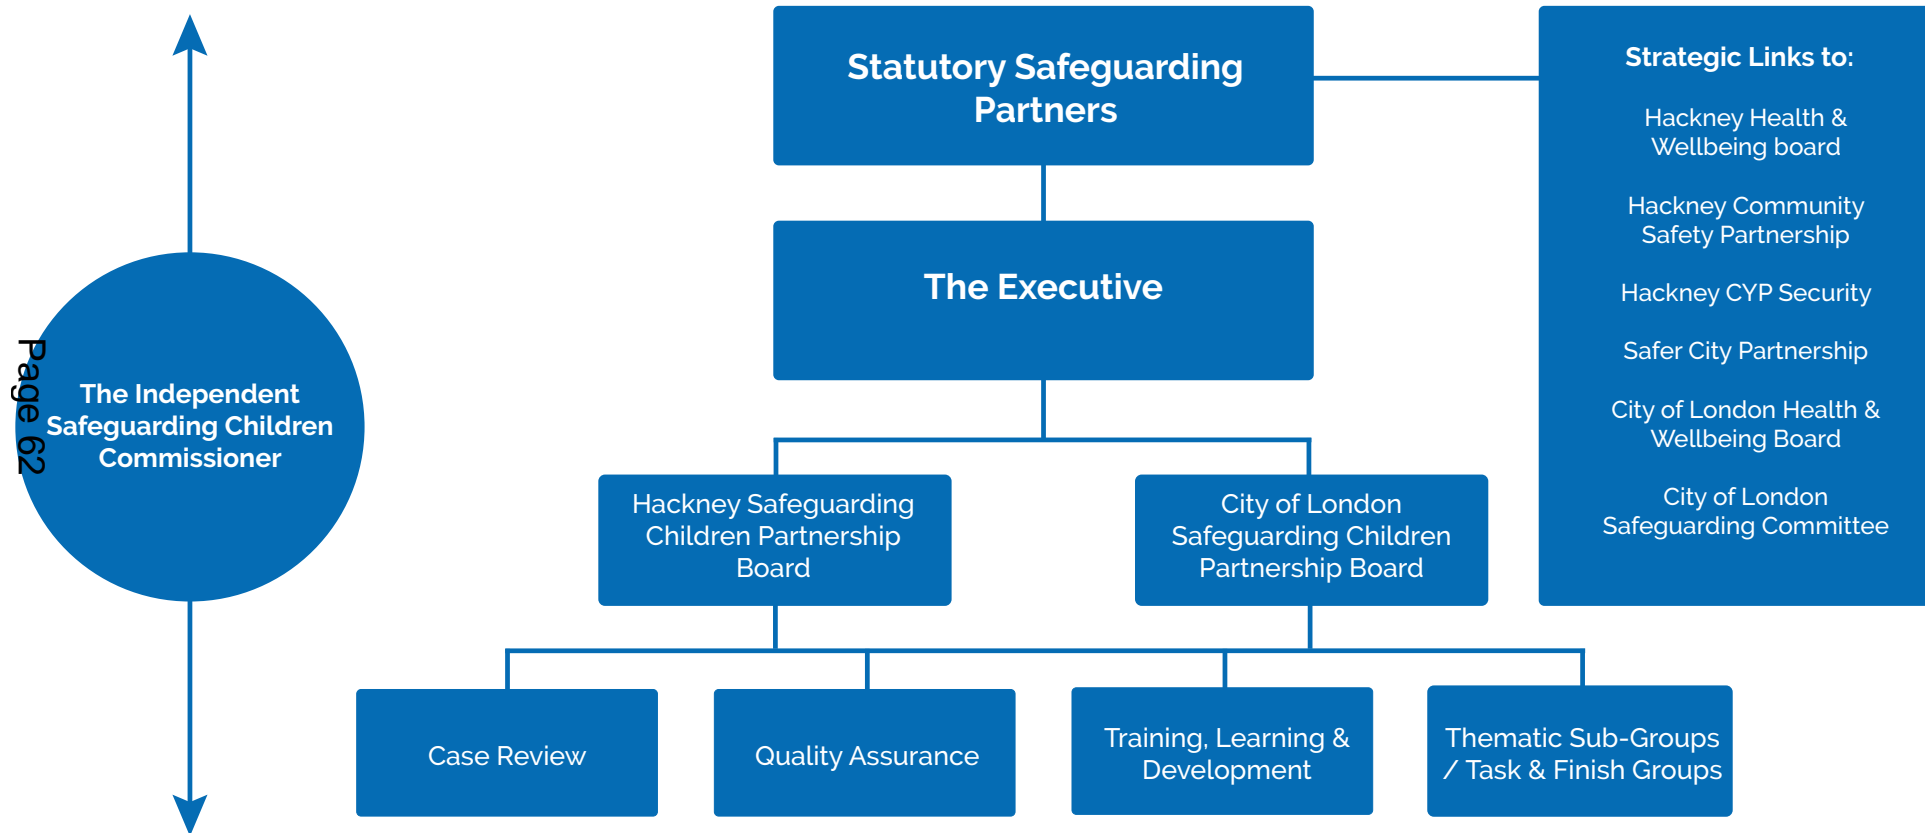 Page 62
The Independent
Safeguarding Children
Commissioner
Statutory Safeguarding
Partners
The Executive
Hackney Safeguarding
Children Partnership
Board
City of London
Safeguarding Children
Partnership Board
Case Review
Quality Assurance
Training, Learning &
Development
Thematic Sub-Groups
/ Task & Finish Groups
Strategic Links to:
Hackney Health &
Wellbeing board
Hackney Community
Safety Partnership
Hackney CYP Security
Safer City Partnership
City of London Health &
Wellbeing Board
City of London
Safeguarding Committee